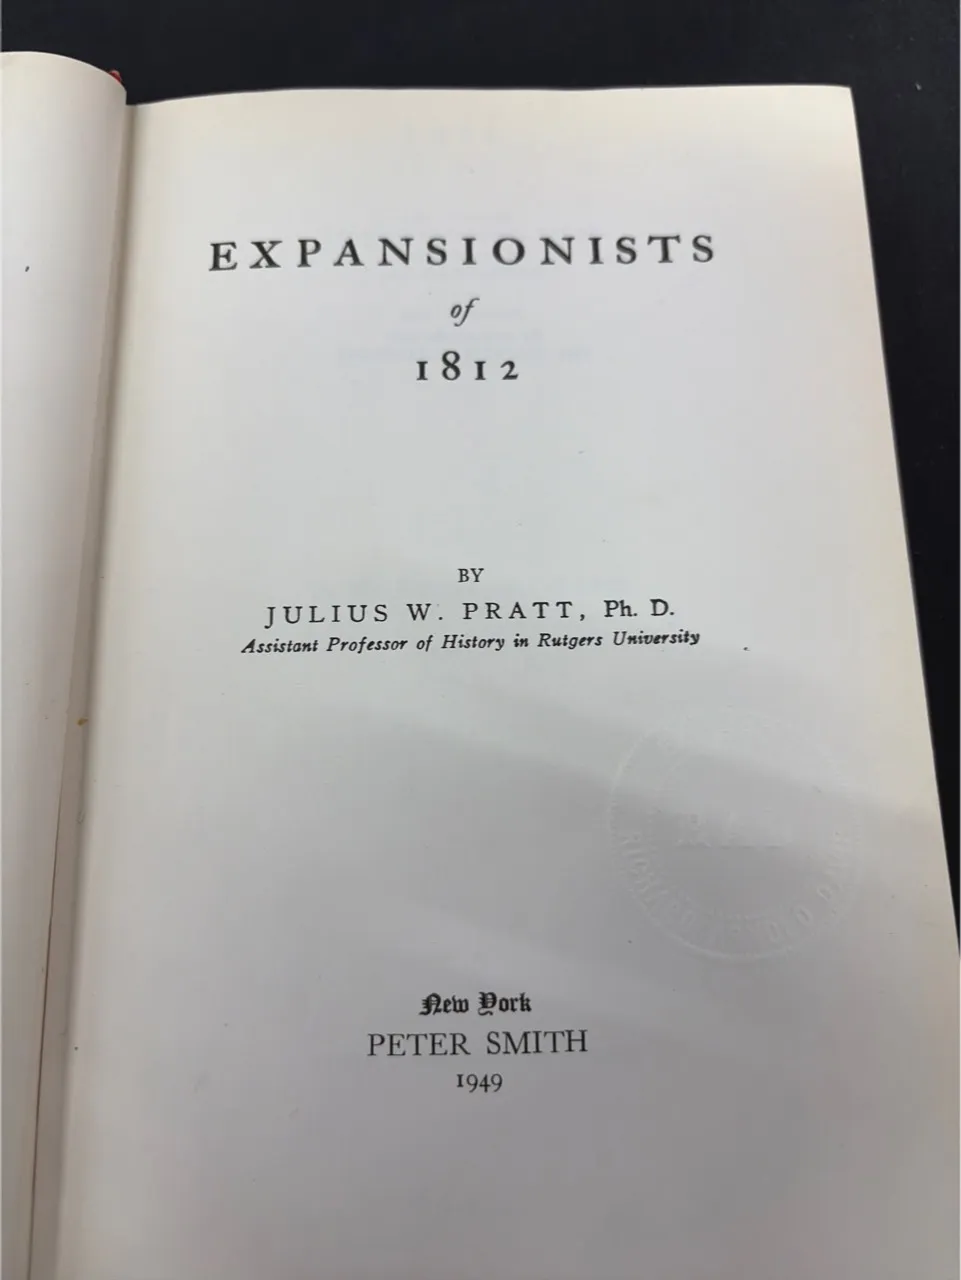 EXPANSIONISTS
of
1812
BY
JULIUS W. PRATT, Ph. D.
Assistant Professor of History in Rutgers University
New York
PETER SMITH
1949